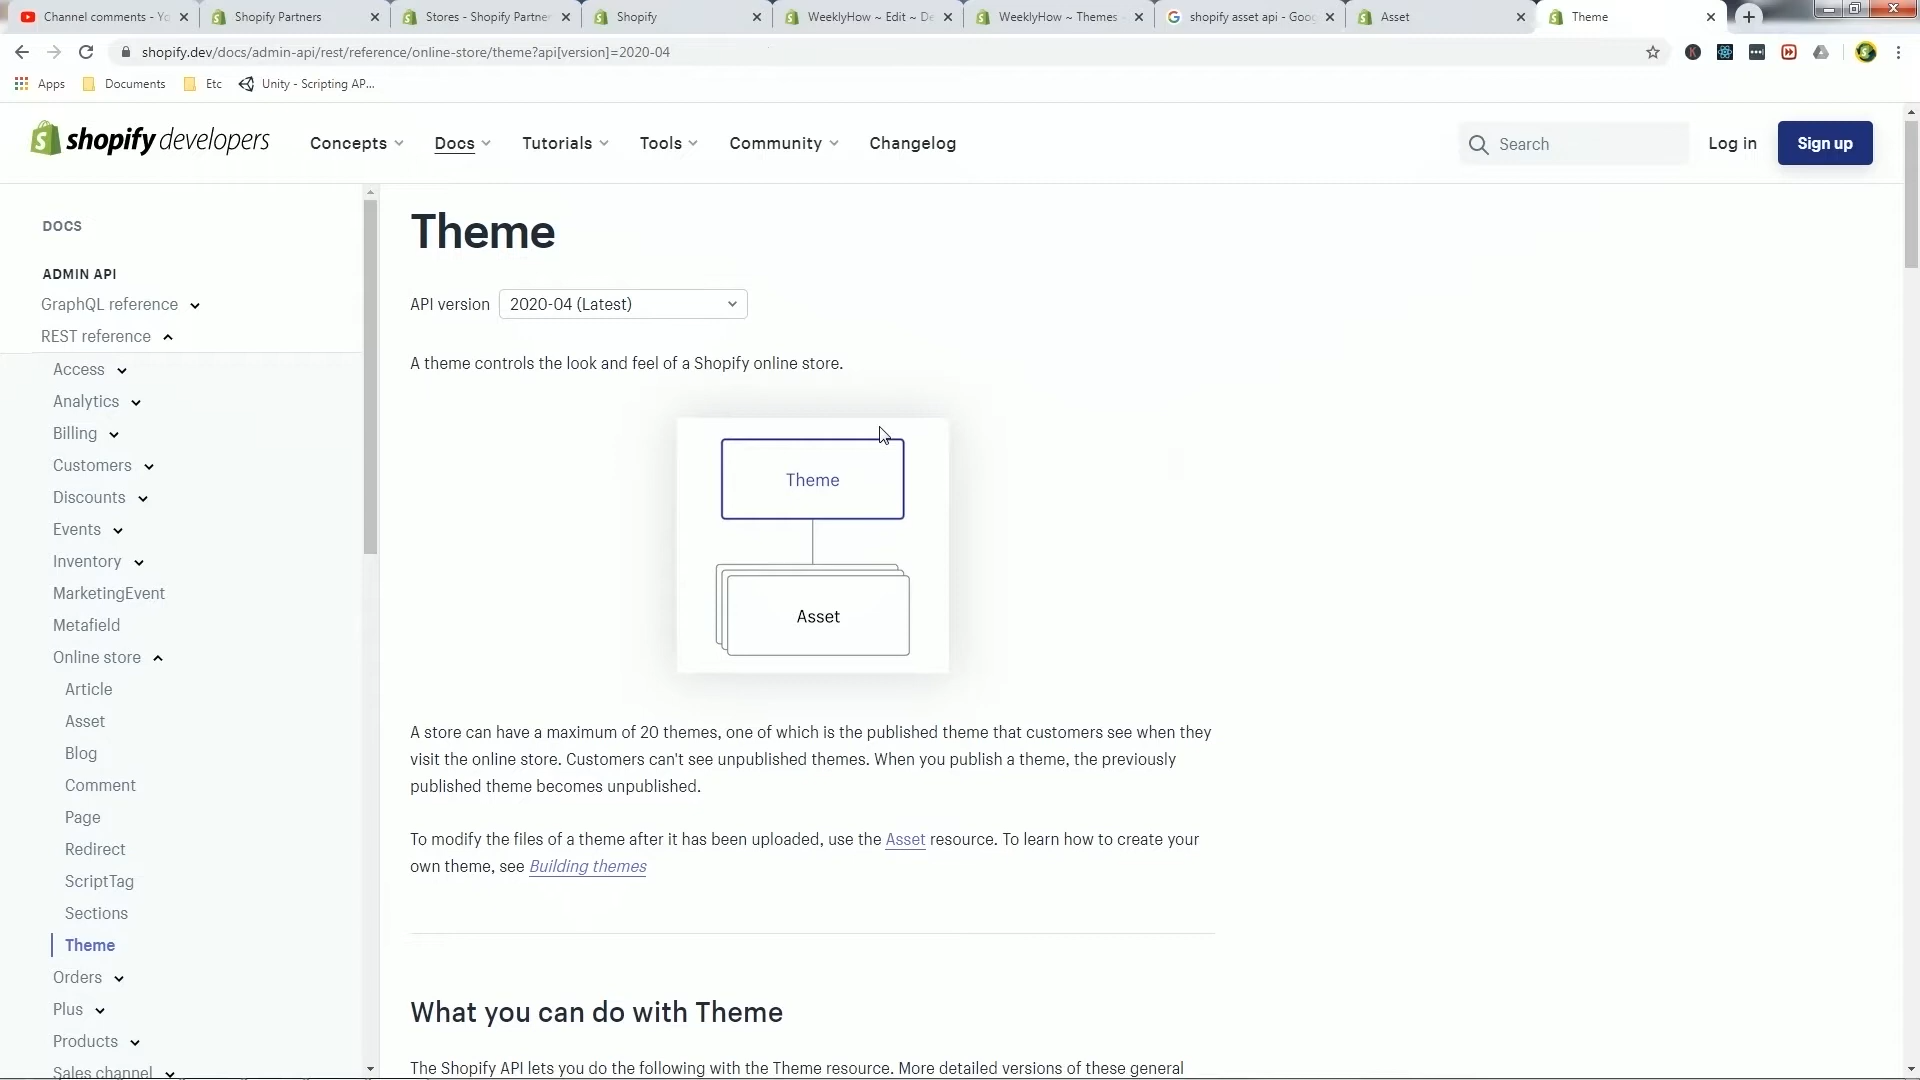 Channel comments - Yo
Shopify Partners
Stores - Shopify Partner
Shopify
WeeklyHow ~ Edit ~ De
WeeklyHow ~ Themes
shopify asset api - Goog
Asset
Theme
shopify.dev/docs/admin-api/rest/reference/online-store/theme?api[version]=2020-04
Apps
Documents
Etc
Unity - Scripting AP...
shopify developers
Concepts
Docs
Tutorials
Tools
Community
Changelog
Search
Log in
Sign up
DOCS
ADMIN API
GraphQL reference
REST reference
Access
Analytics
Billing
Customers
Discounts
Events
Inventory
MarketingEvent
Metafield
Online store
Article
Asset
Blog
Comment
Page
Redirect
ScriptTag
Sections
Theme
Orders
Plus
Products
Sales channel
Theme
API version
2020-04 (Latest)
A theme controls the look and feel of a Shopify online store.
Theme
Asset
A store can have a maximum of 20 themes, one of which is the published theme that customers see when they
visit the online store. Customers can't see unpublished themes. When you publish a theme, the previously
published theme becomes unpublished.
To modify the files of a theme after it has been uploaded, use the Asset resource. To learn how to create your
own theme, see Building themes
What you can do with Theme
The Shopify API lets you do the following with the Theme resource. More detailed versions of these general